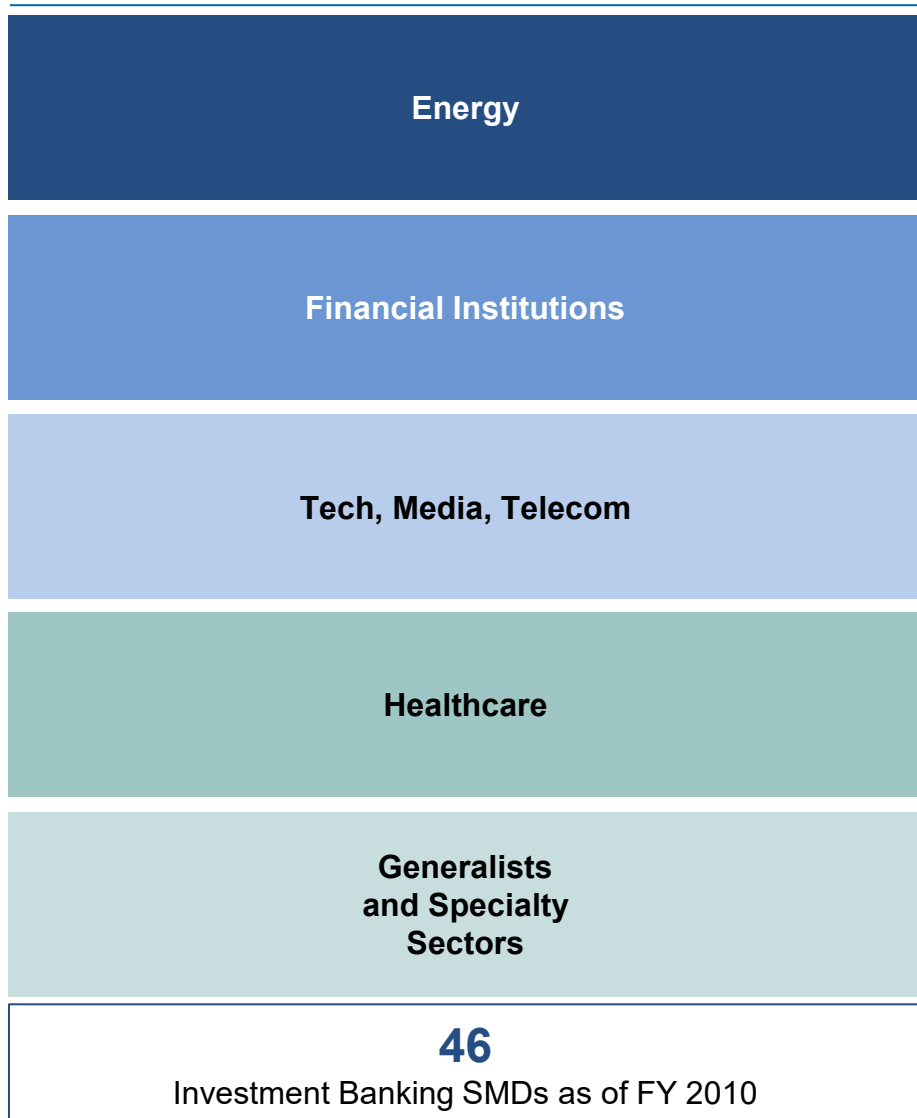 Energy
Financial Institutions
Tech, Media, Telecom
Healthcare
Generalists
and Specialty
Sectors
46
Investment Banking SMDs as of FY 2010